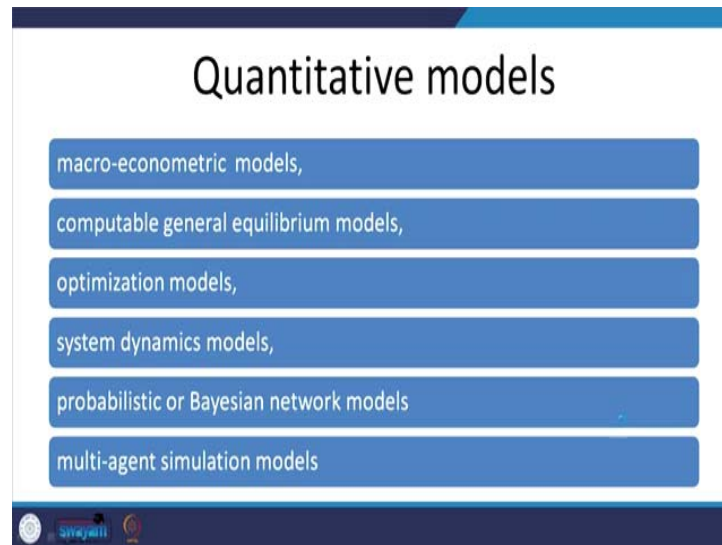 Quantitative models
macro-econometric models,
computable general equilibrium models,
optimization models,
system dynamics models,
probabilistic or Bayesian network models
multi-agent simulation models
swayam